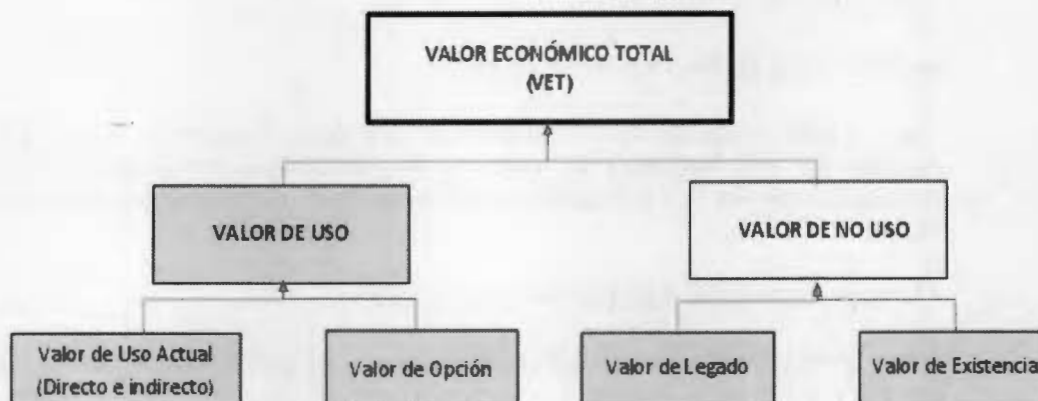 VALOR ECONÓMICO TOTAL
(VET)
VALOR DE USO
VALOR DE NO USO
Valor de Uso Actual
(Directo e indirecto)
Valor de Opción
Valor de Legado
Valor de Existencia